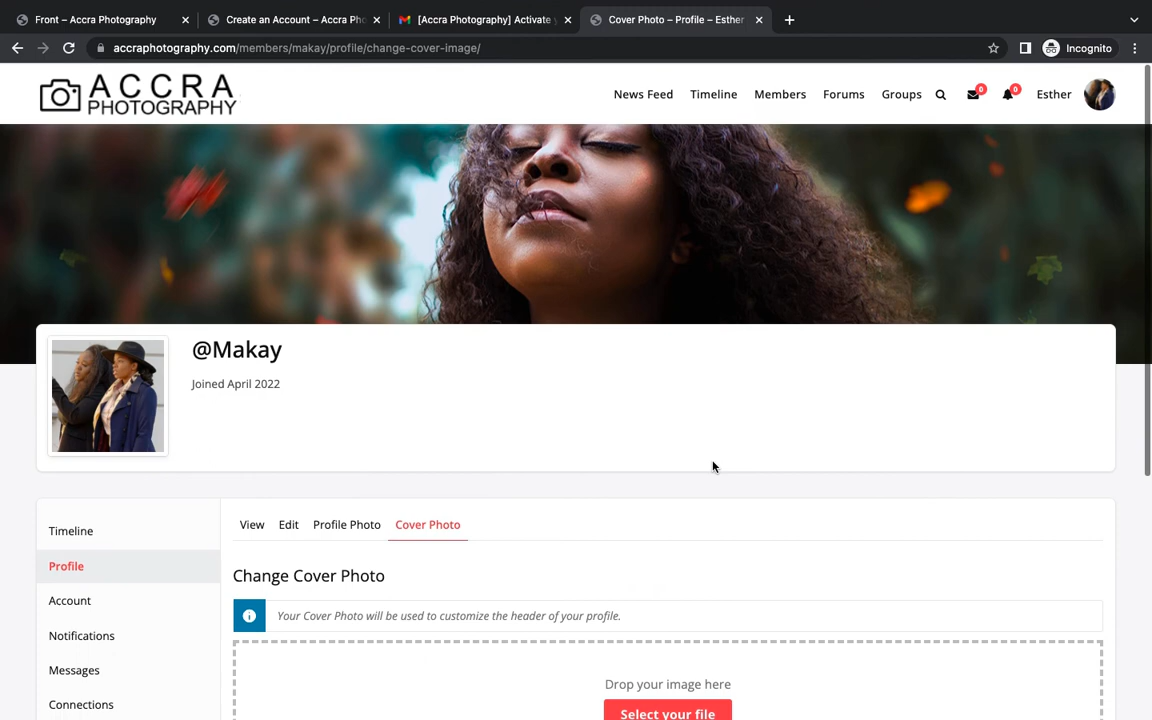 Front – Accra Photography
Create an Account – Accra Pho
[Accra Photography] Activate y
Cover Photo – Profile – Esther
accraphotography.com/members/makay/profile/change-cover-image/
Incognito
ACCRA
PHOTOGRAPHY
News Feed
Timeline
Members
Forums
Groups
0
0
Esther
@Makay
Joined April 2022
Timeline
Profile
Account
Notifications
Messages
Connections
View
Edit
Profile Photo
Cover Photo
Change Cover Photo
Your Cover Photo will be used to customize the header of your profile.
Drop your image here
Select your file